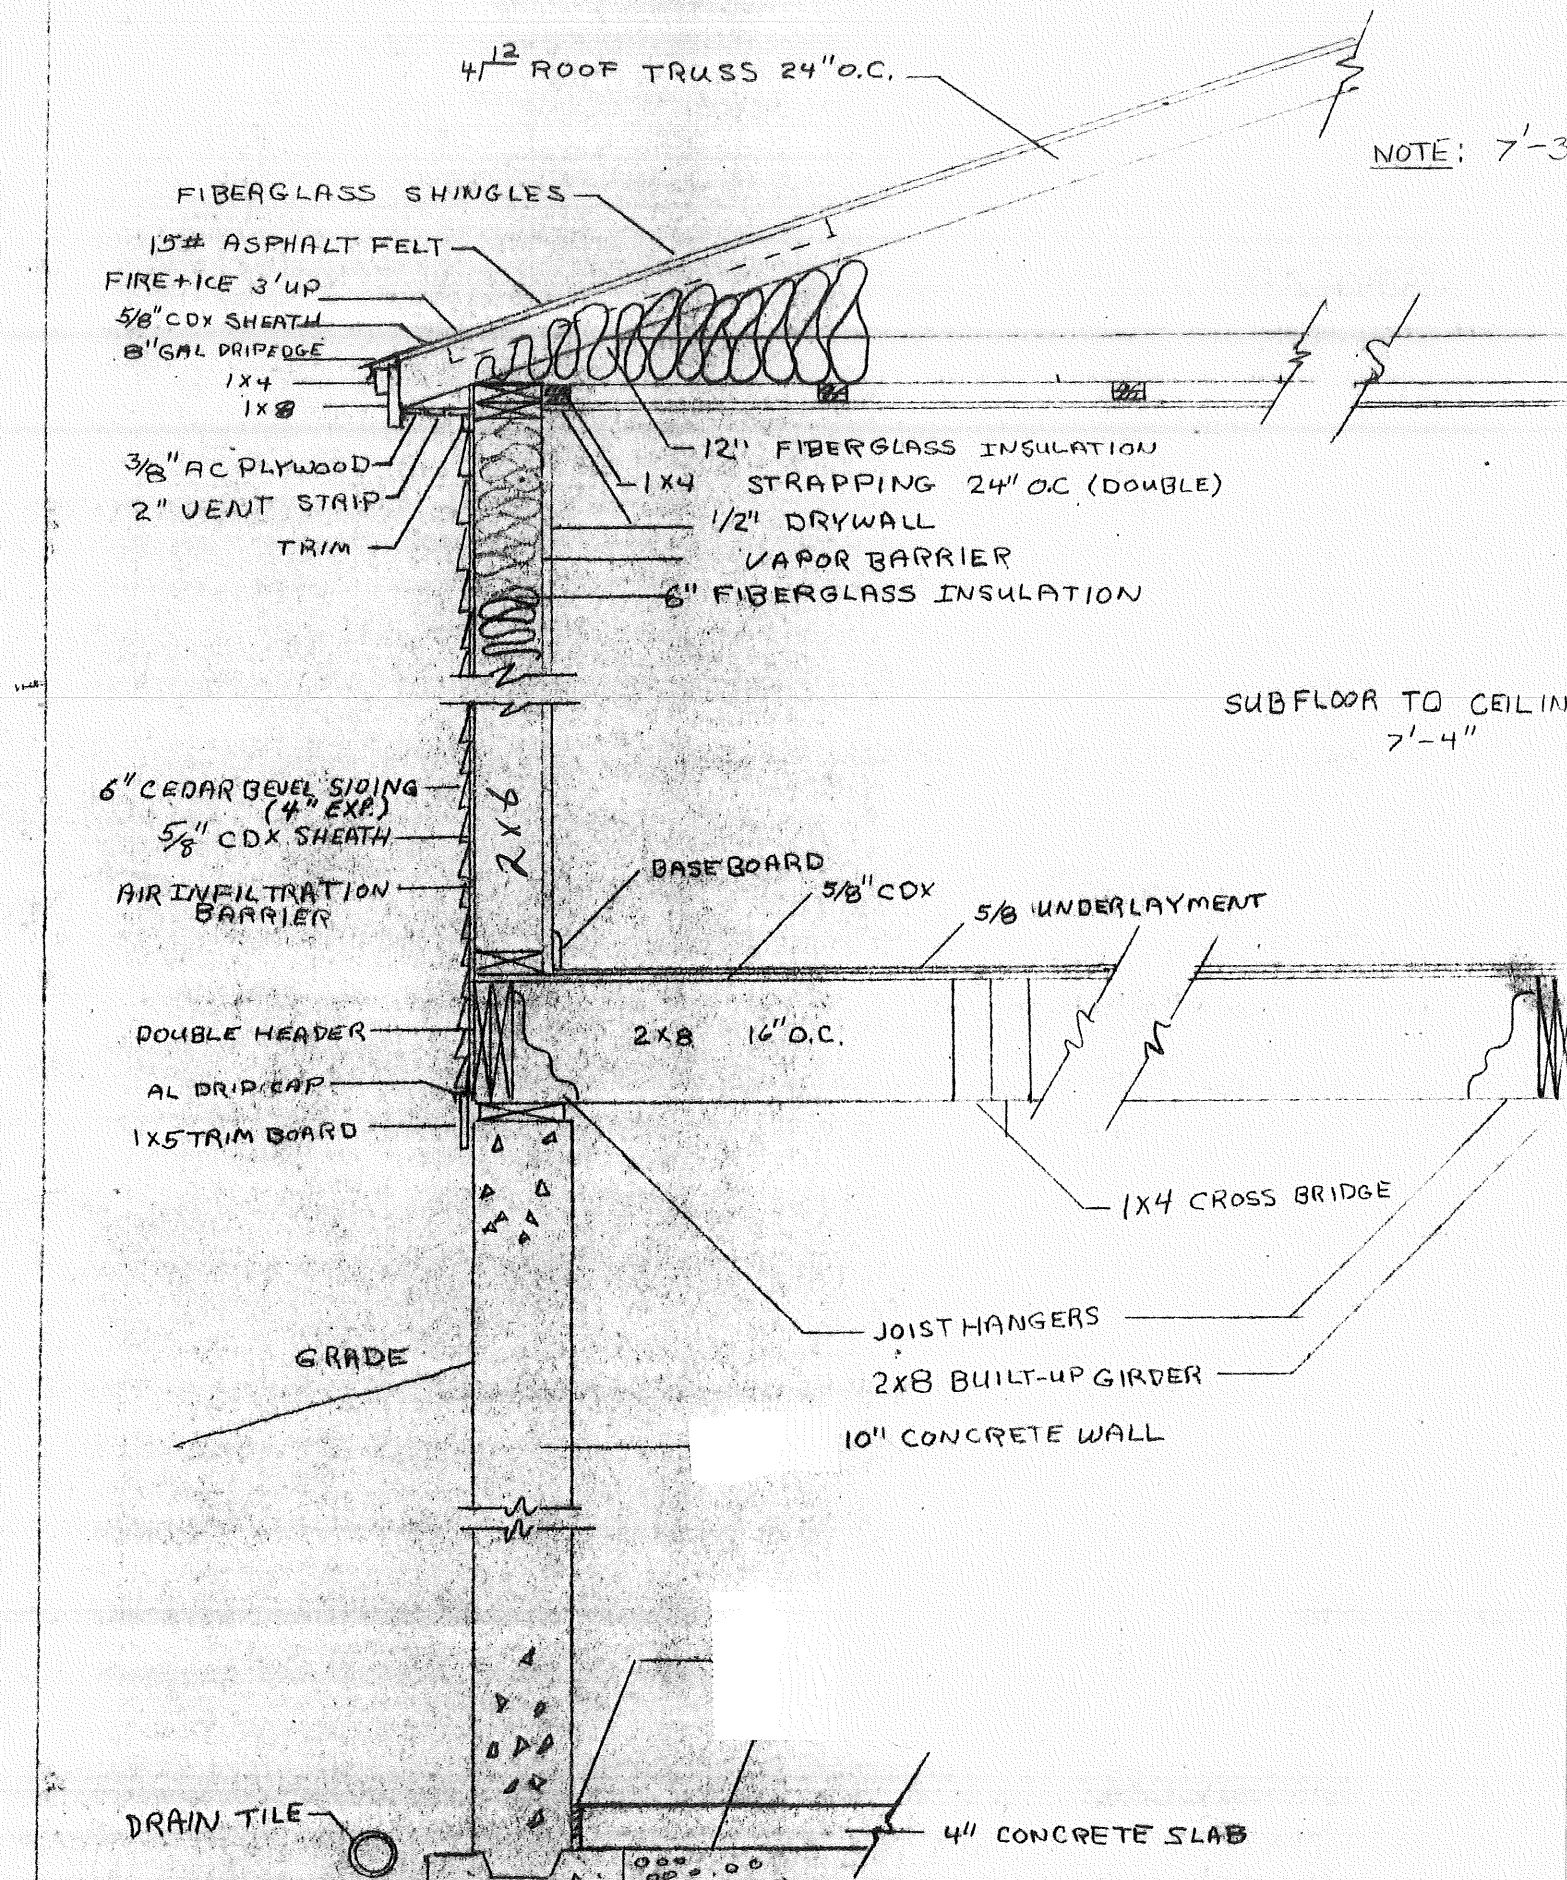 4/12 ROOF TRUSS 24" O.C.
NOTE: 7'-3
FIBERGLASS SHINGLES
15# ASPHALT FELT
FIRE+ICE 3'UP
5/8" CDX SHEATH
8" GAL DRIPEDGE
1X4
1X8
3/8" AC PLYWOOD
2" VENT STRIP
TRIM
12" FIBERGLASS INSULATION
1X4 STRAPPING 24" O.C (DOUBLE)
1/2" DRYWALL
VAPOR BARRIER
6" FIBERGLASS INSULATION
SUBFLOOR TO CEILIN
7'-4"
6" CEDAR BEVEL SIDING
(4" EXP.)
5/8" CDX SHEATH
AIR INFILTRATION
BARRIER
2X6
BASEBOARD
5/8" CDX
5/8 UNDERLAYMENT
DOUBLE HEADER
2X8 16" O.C.
AL DRIP CAP
1X5 TRIM BOARD
1X4 CROSS BRIDGE
JOIST HANGERS
GRADE
2X8 BUILT-UP GIRDER
10" CONCRETE WALL
DRAIN TILE
4" CONCRETE SLAB